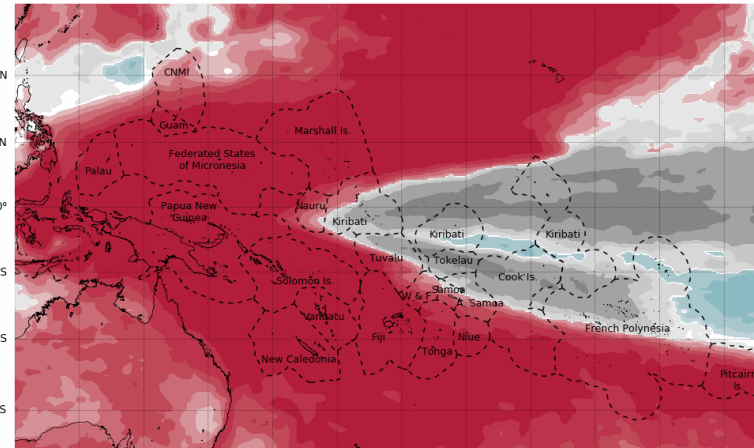 N
CNMI
Guam
N
Marshall Is.
Federated States
of Micronesia
Palau
0°
Papua New
Guinea
Nauru
Kiribati
Kiribati
Kiribati
Tuvalu
Tokelau
S
Solomon Is.
Cook Is.
Samoa
W & F
A. Samoa
Vanuatu
French Polynesia
S
Fiji
Niue
Tonga
New Caledonia
Pitcairn
Is.
S